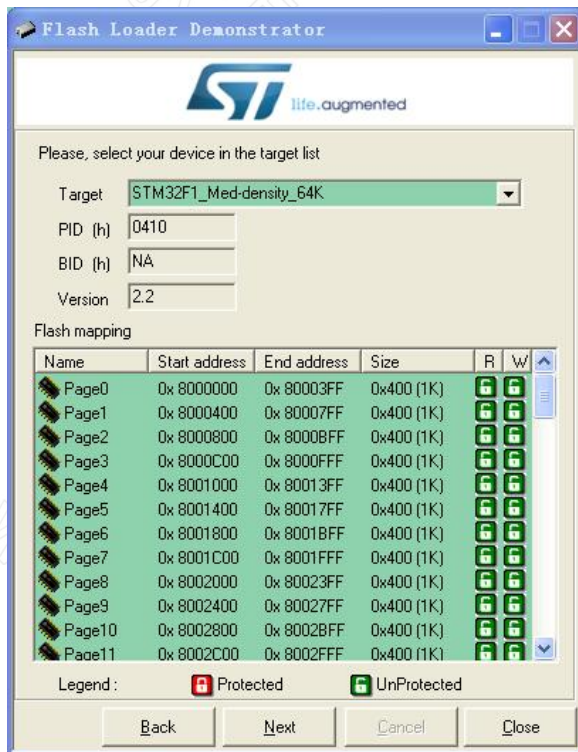 Flash Loader Demonstrator
ST life.augmented
Please, select your device in the target list
Target STM32F1_Med-density_64K
PID (h) 0410
BID (h) NA
Version 2.2
Flash mapping
Name Start address End address Size R W
Page0 0x 8000000 0x 80003FF 0x400 (1K)
Page1 0x 8000400 0x 80007FF 0x400 (1K)
Page2 0x 8000800 0x 8000BFF 0x400 (1K)
Page3 0x 8000C00 0x 8000FFF 0x400 (1K)
Page4 0x 8001000 0x 80013FF 0x400 (1K)
Page5 0x 8001400 0x 80017FF 0x400 (1K)
Page6 0x 8001800 0x 8001BFF 0x400 (1K)
Page7 0x 8001C00 0x 8001FFF 0x400 (1K)
Page8 0x 8002000 0x 80023FF 0x400 (1K)
Page9 0x 8002400 0x 80027FF 0x400 (1K)
Page10 0x 8002800 0x 8002BFF 0x400 (1K)
Page11 0x 8002C00 0x 8002FFF 0x400 (1K)
Legend : Protected UnProtected
Back Next Cancel Close